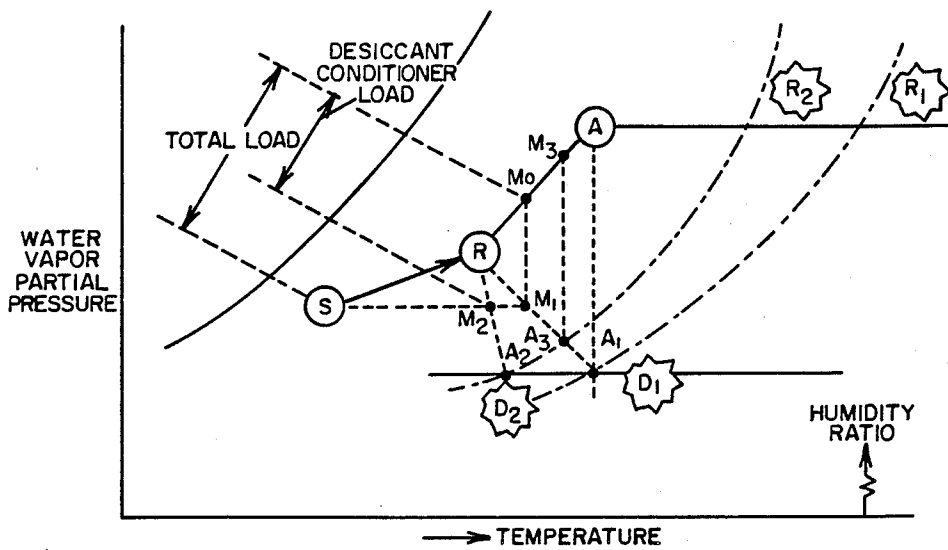 DESICCANT
CONDITIONER
LOAD
TOTAL LOAD
R2
R1
A
M3
Mo
WATER
VAPOR
PARTIAL
PRESSURE
R
S
M2
M1
A3
A2
A1
D2
D1
HUMIDITY
RATIO
TEMPERATURE